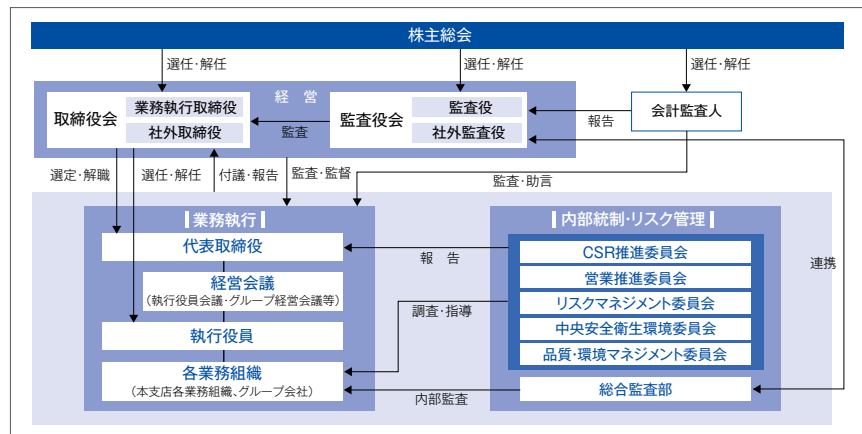 株主総会
選任・解任
選任・解任
選任・解任
経 営
取締役会
業務執行取締役
社外取締役
監査
監査役会
監査役
社外監査役
報告
会計監査人
選定・解職
選任・解任
付議・報告
監査・監督
監査・助言
業務執行
代表取締役
経営会議
(執行役員会議・グループ経営会議等)
執行役員
各業務組織
(本支店各業務組織、グループ会社)
報 告
調査・指導
内部監査
内部統制・リスク管理
CSR推進委員会
営業推進委員会
リスクマネジメント委員会
中央安全衛生環境委員会
品質・環境マネジメント委員会
総合監査部
連携